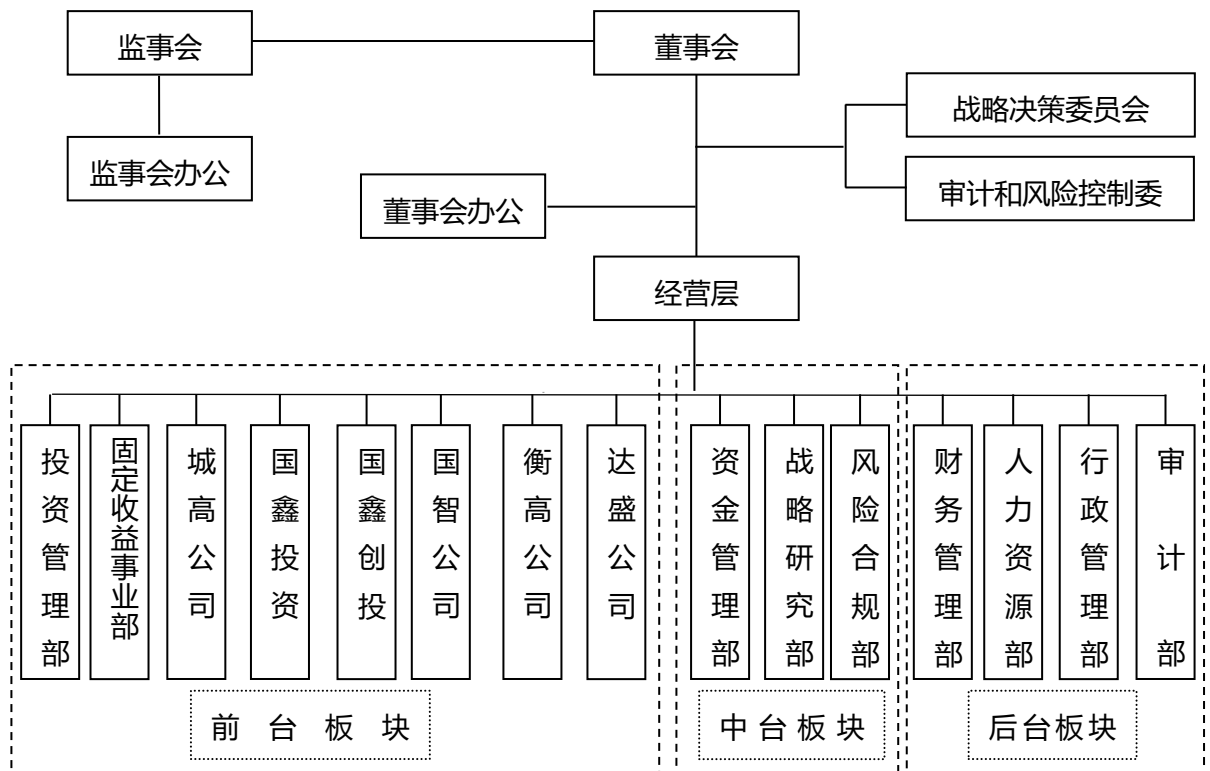 监事会
董事会
战略决策委员会
监事会办公
审计和风险控制委
董事会办公
经营层
投资管理部
固定收益事业部
城高公司
国鑫投资
国鑫创投
国智公司
衡高公司
达盛公司
资金管理部
战略研究部
风险合规部
财务管理部
人力资源部
行政管理部
审计部
前台板块
中台板块
后台板块